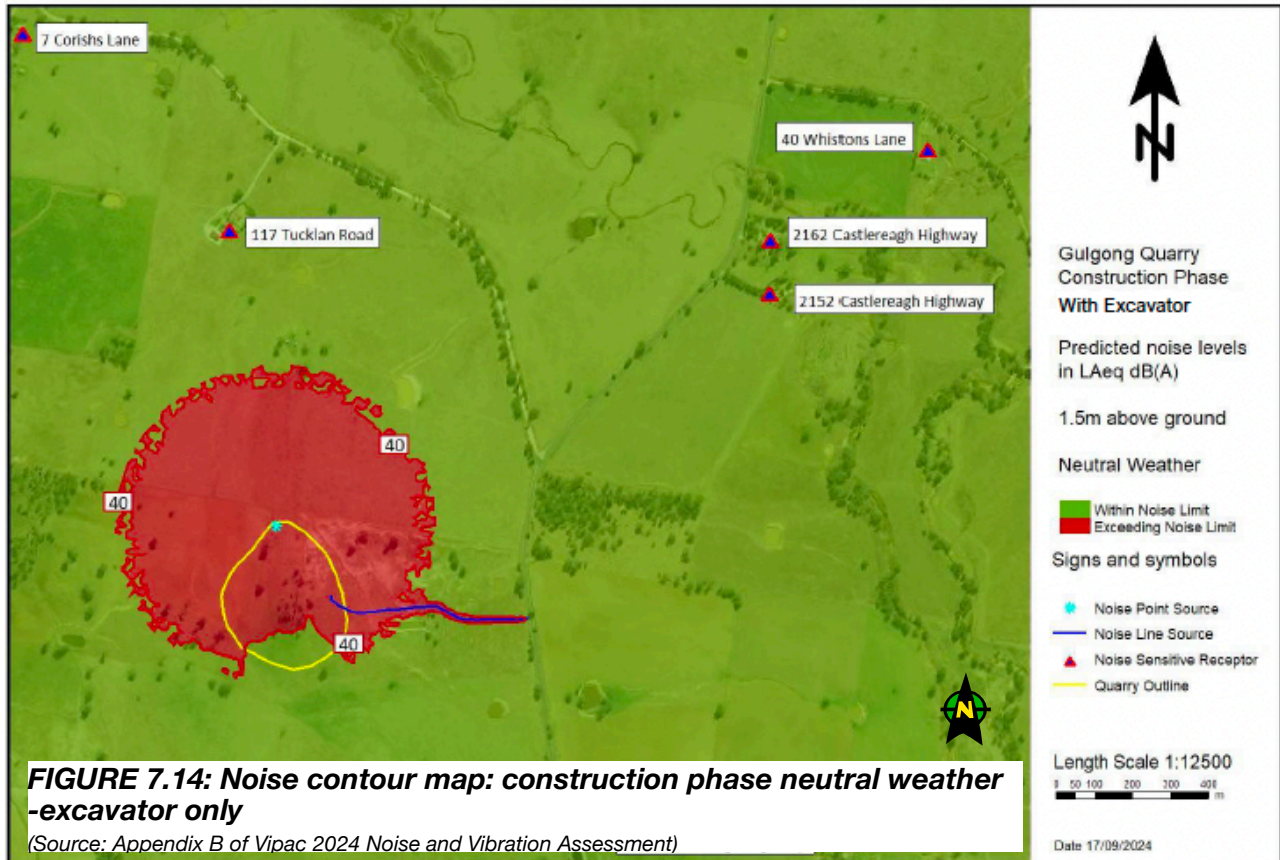 7 Corishs Lane
40 Whistons Lane
117 Tucklan Road
2162 Castlereagh Highway
2152 Castlereagh Highway
40
40
40
N
FIGURE 7.14: Noise contour map: construction phase neutral weather
-excavator only
(Source: Appendix B of Vipac 2024 Noise and Vibration Assessment)
N
Gulgong Quarry
Construction Phase
With Excavator
Predicted noise levels
in LAeq dB(A)
1.5m above ground
Neutral Weather
Within Noise Limit
Exceeding Noise Limit
Signs and symbols
Noise Point Source
Noise Line Source
Noise Sensitive Receptor
Quarry Outline
Length Scale 1:12500
0 50 100 200 300 400
m
Date 17/09/2024